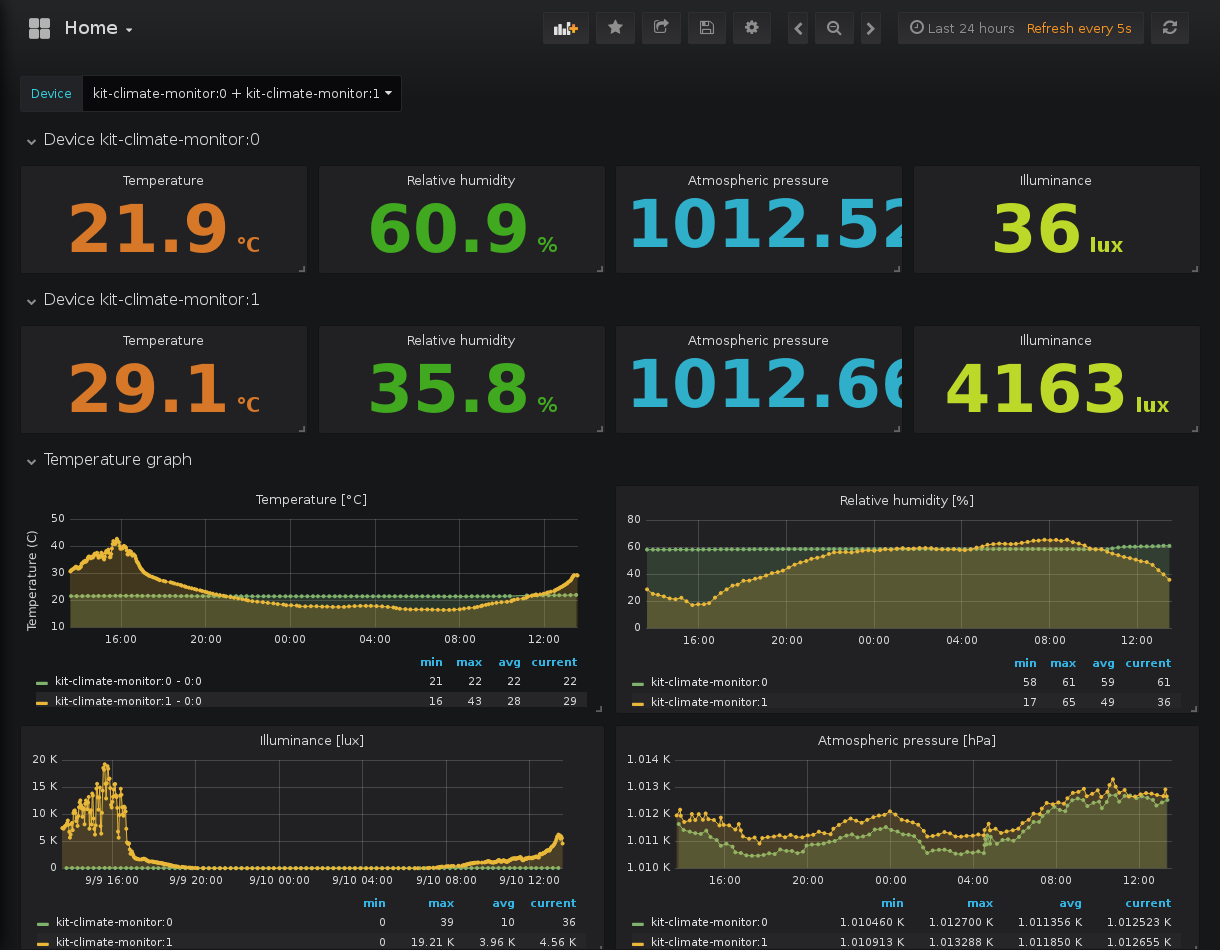 Home
Last 24 hours Refresh every 5s
Device kit-climate-monitor:0 + kit-climate-monitor:1
Device kit-climate-monitor:0
Temperature Relative humidity Atmospheric pressure Illuminance
21.9 °C 60.9 % 1012.52 36 lux
Device kit-climate-monitor:1
Temperature Relative humidity Atmospheric pressure Illuminance
29.1 °C 35.8 % 1012.66 4163 lux
Temperature graph
Temperature [°C]
Temperature (C)
50
40
30
20
10
16:00 20:00 00:00 04:00 08:00 12:00
min max avg current
kit-climate-monitor:0 - 0:0 21 22 22 22
kit-climate-monitor:1 - 0:0 16 43 28 29
Relative humidity [%]
80
60
40
20
0
16:00 20:00 00:00 04:00 08:00 12:00
min max avg current
kit-climate-monitor:0 58 61 59 61
kit-climate-monitor:1 17 65 49 36
Illuminance [lux]
20 K
15 K
10 K
5 K
0
9/9 16:00 9/9 20:00 9/10 00:00 9/10 04:00 9/10 08:00 9/10 12:00
min max avg current
kit-climate-monitor:0 0 39 10 36
kit-climate-monitor:1 0 19.21 K 3.96 K 4.56 K
Atmospheric pressure [hPa]
1.014 K
1.013 K
1.012 K
1.011 K
1.010 K
16:00 20:00 00:00 04:00 08:00 12:00
min max avg current
kit-climate-monitor:0 1.010460 K 1.012700 K 1.011356 K 1.012523 K
kit-climate-monitor:1 1.010913 K 1.013288 K 1.011850 K 1.012655 K